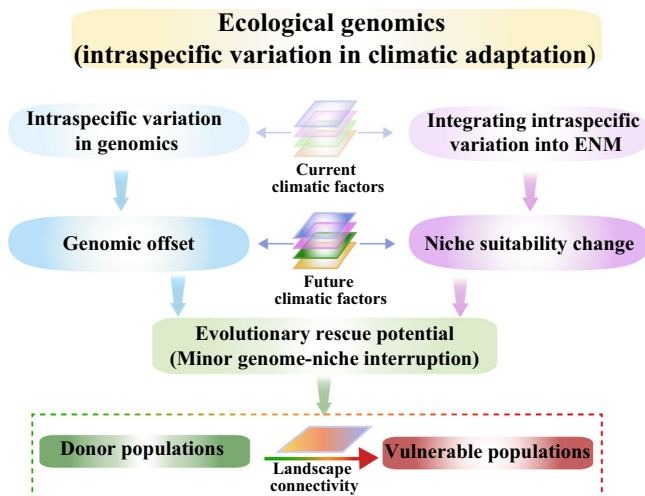 Ecological genomics
(intraspecific variation in climatic adaptation)
Intraspecific variation
in genomics
Current
climatic factors
Integrating intraspecific
variation into ENM
Genomic offset
Future
climatic factors
Niche suitability change
Evolutionary rescue potential
(Minor genome-niche interruption)
Donor populations
Landscape
connectivity
Vulnerable populations